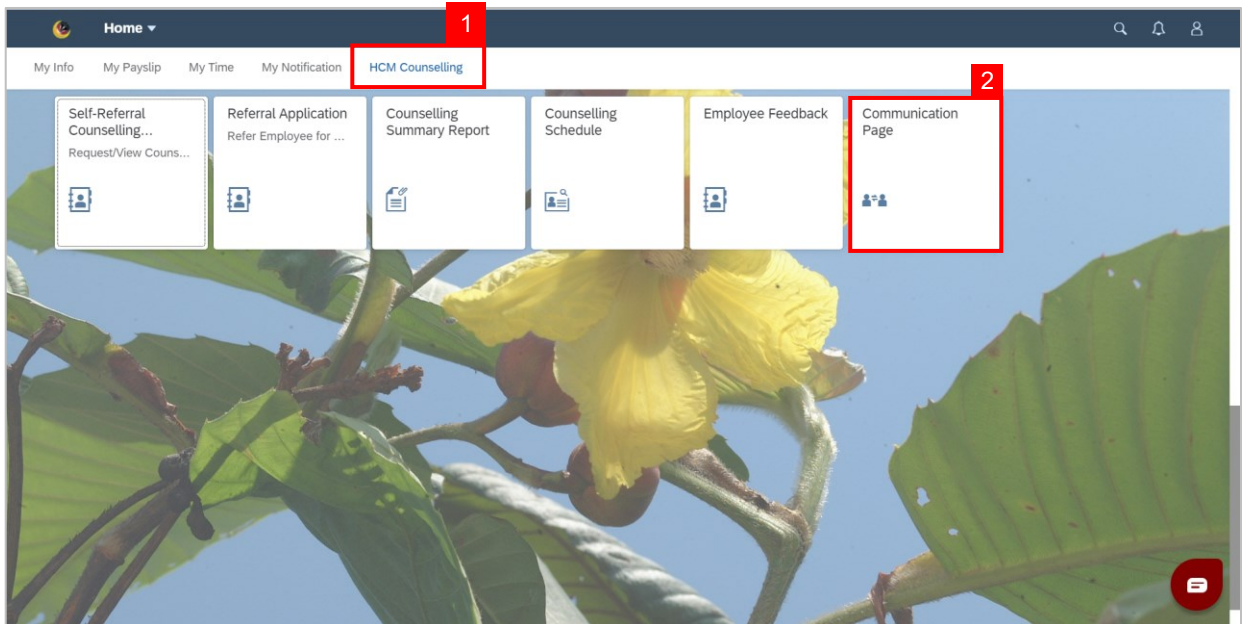 1
Home
My Info My Payslip My Time My Notification HCM Counselling
2
Self-Referral
Counselling...
Request/View Couns...
Referral Application
Refer Employee for ...
Counselling
Summary Report
Counselling
Schedule
Employee Feedback
Communication
Page